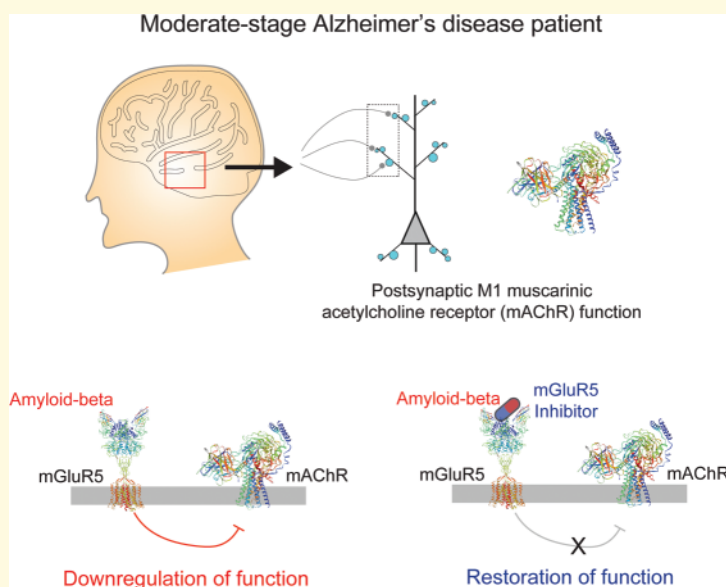 Moderate-stage Alzheimer's disease patient
Postsynaptic M1 muscarinic
acetylcholine receptor (mAChR) function
Amyloid-beta
mGluR5
mAChR
Downregulation of function
Amyloid-beta
mGluR5
Inhibitor
mGluR5
mAChR
X
Restoration of function